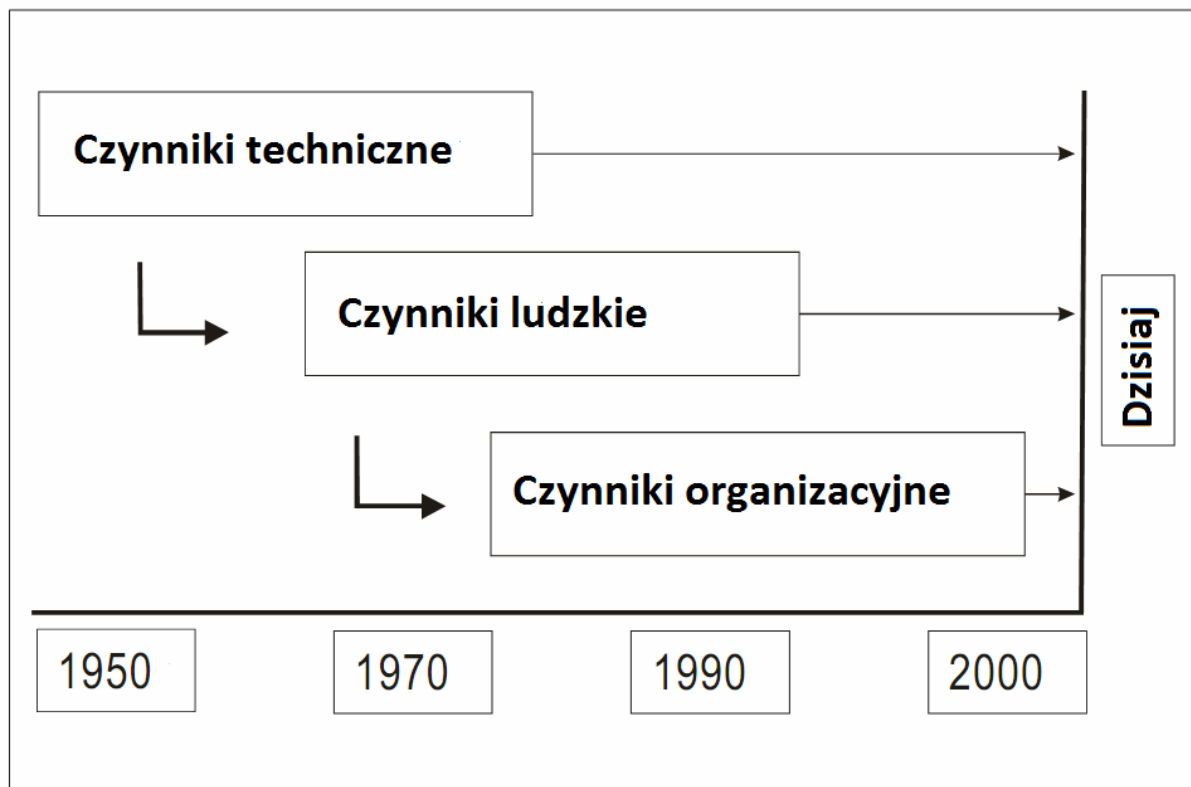 Czynniki techniczne
Czynniki ludzkie
Czynniki organizacyjne
Dzisiaj
1950
1970
1990
2000